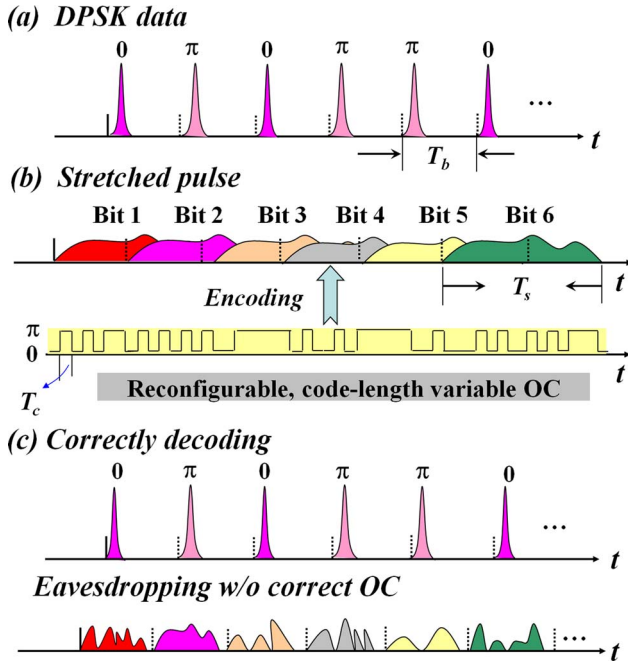 (a) DPSK data
0 π 0 π π 0
...
T_b t
(b) Stretched pulse
Bit 1 Bit 2 Bit 3 Bit 4 Bit 5 Bit 6
t
Encoding T_s
π
0
t
T_c Reconfigurable, code-length variable OC
(c) Correctly decoding
0 π 0 π π 0
...
t
Eavesdropping w/o correct OC
...
t